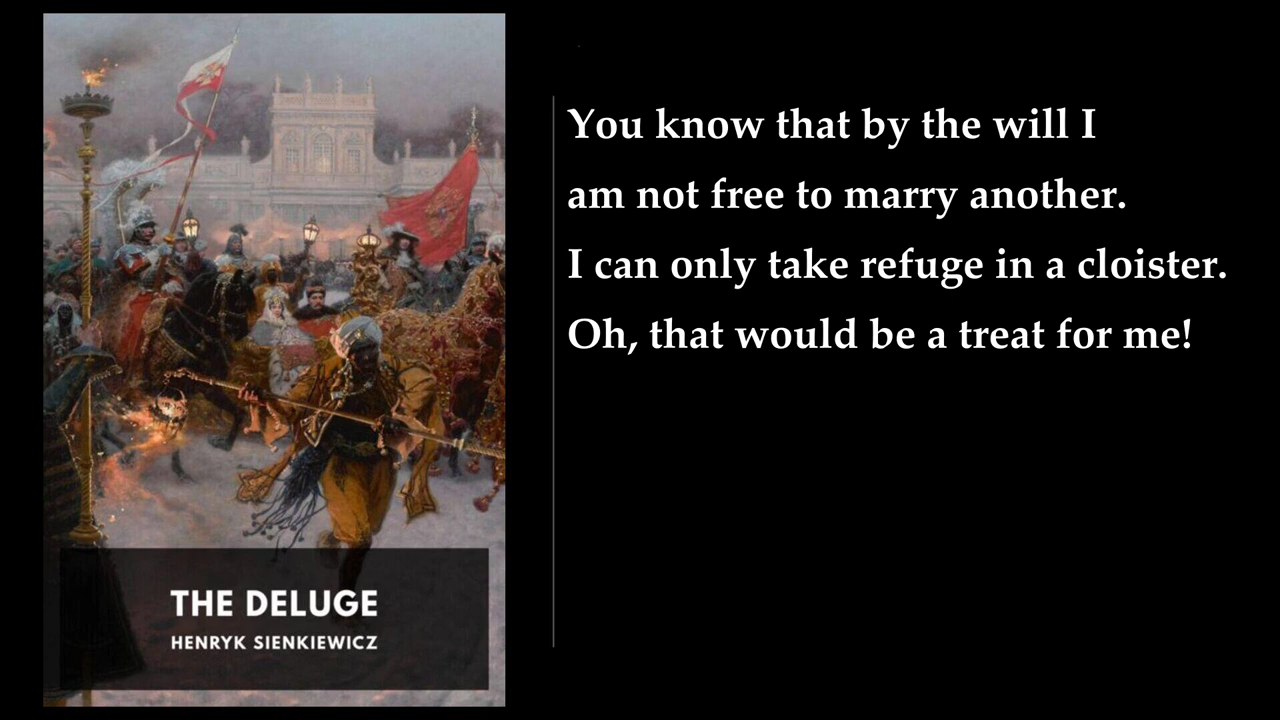 You know that by the will I
am not free to marry another.
I can only take refuge in a cloister.
Oh, that would be a treat for me!
THE DELUGE
HENRYK SIENKIEWICZ